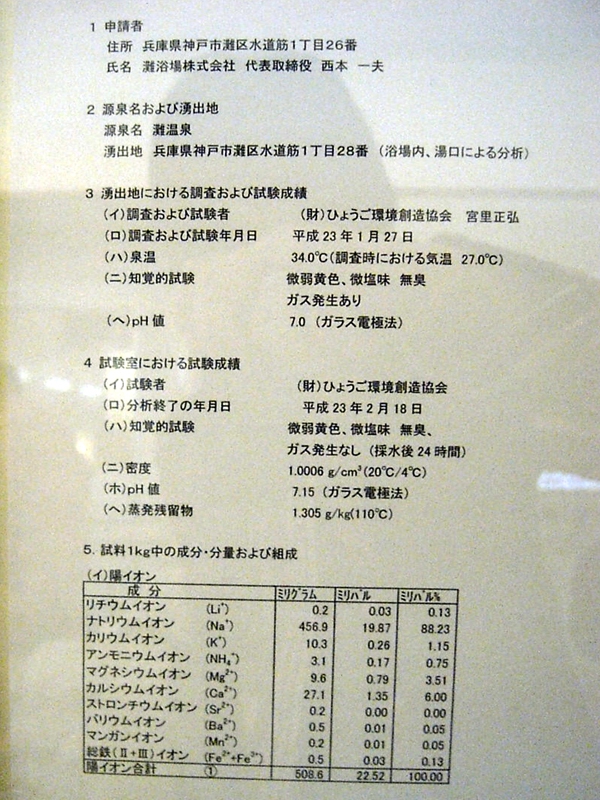 1 申請者
住所 兵庫県神戸市灘区水道筋1丁目26番
氏名 灘浴場株式会社 代表取締役 西本 一夫
2 源泉名および湧出地
源泉名 灘温泉
湧出地 兵庫県神戸市灘区水道筋1丁目28番 (浴場内、湯口による分析)
3 湧出地における調査および試験成績
(イ)調査および試験者 (財)ひょうご環境創造協会 宮里正弘
(ロ)調査および試験年月日 平成 23 年 1 月 27 日
(ハ)泉温 34.0℃(調査時における気温 27.0℃)
(ニ)知覚的試験 微弱黄色、微塩味 無臭
ガス発生あり
(ヘ)pH 値 7.0 (ガラス電極法)
4 試験室における試験成績
(イ)試験者 (財)ひょうご環境創造協会
(ロ)分析終了の年月日 平成 23 年 2 月 18 日
(ハ)知覚的試験 微弱黄色、微塩味 無臭、
ガス発生なし (採水後 24 時間)
(ニ)密度 1.0006 g/cm³(20℃/4℃)
(ホ)pH 値 7.15 (ガラス電極法)
(ヘ)蒸発残留物 1.305 g/kg(110℃)
5. 試料1kg中の成分・分量および組成
(イ)陽イオン
成 分 ミリグラム ミリバル ミリバル%
リチウムイオン (Li⁺) 0.2 0.03 0.13
ナトリウムイオン (Na⁺) 456.9 19.87 88.23
カリウムイオン (K⁺) 10.3 0.26 1.15
アンモニウムイオン (NH₄⁺) 3.1 0.17 0.75
マグネシウムイオン (Mg²⁺) 9.6 0.79 3.51
カルシウムイオン (Ca²⁺) 27.1 1.35 6.00
ストロンチウムイオン (Sr²⁺) 0.2 0.00 0.00
バリウムイオン (Ba²⁺) 0.5 0.01 0.05
マンガンイオン (Mn²⁺) 0.2 0.01 0.05
総鉄(Ⅱ+Ⅲ)イオン (Fe²⁺+Fe³⁺) 0.5 0.03 0.13
陽イオン合計 ① 508.6 22.52 100.00